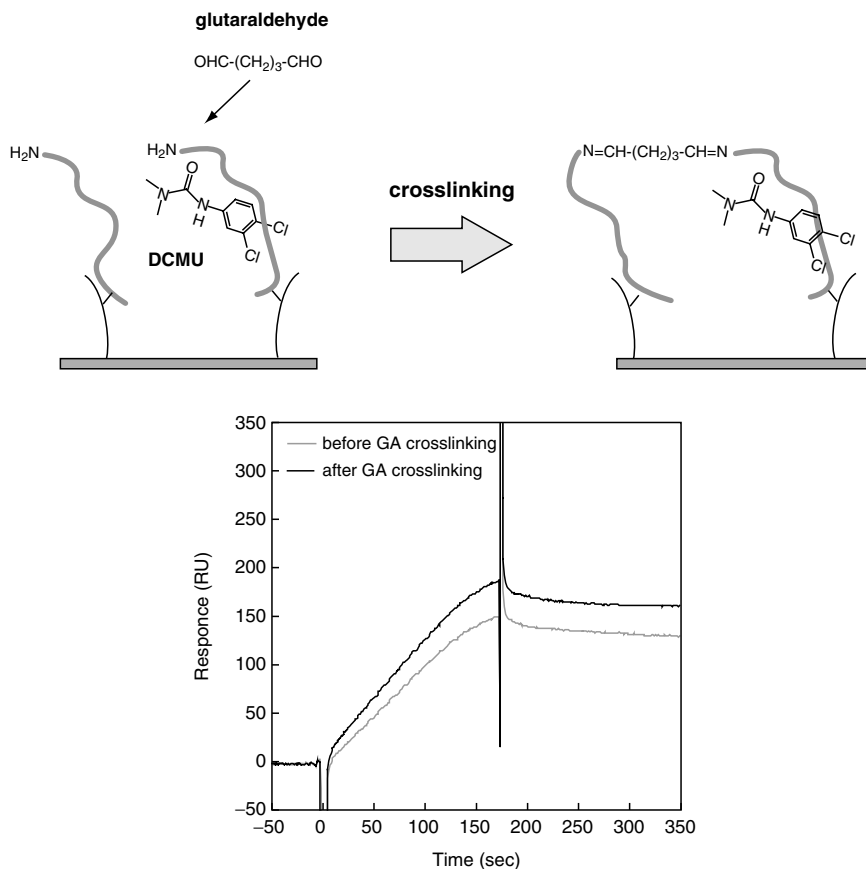 glutaraldehyde
OHC-(CH₂)₃-CHO
H₂N
H₂N
O
N
N
H
Cl
Cl
DCMU
crosslinking
N=CH-(CH₂)₃-CH=N
O
N
N
H
Cl
Cl
350
300
250
200
150
100
50
0
−50
Responce (RU)
before GA crosslinking
after GA crosslinking
−50 0 50 100 150 200 250 300 350
Time (sec)